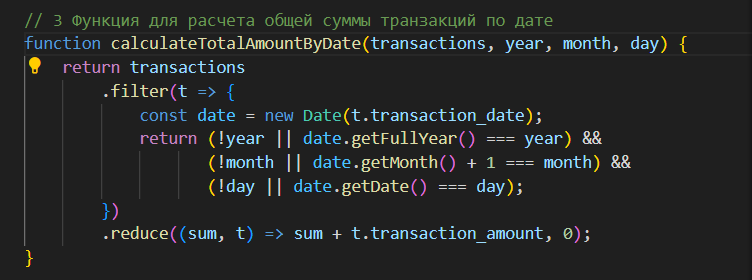 // 3 Функция для расчета общей суммы транзакций по дате
function calculateTotalAmountByDate(transactions, year, month, day) {
    return transactions
        .filter(t => {
            const date = new Date(t.transaction_date);
            return (!year || date.getFullYear() === year) &&
                   (!month || date.getMonth() + 1 === month) &&
                   (!day || date.getDate() === day);
        })
        .reduce((sum, t) => sum + t.transaction_amount, 0);
}